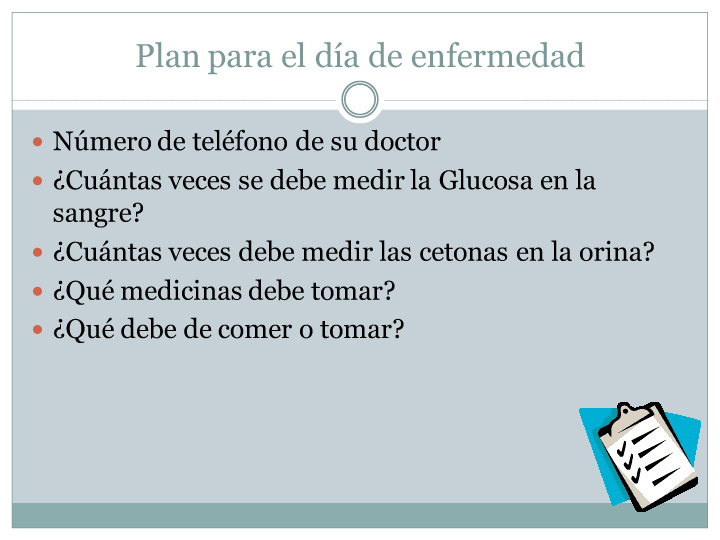 Plan para el día de enfermedad
• Número de teléfono de su doctor
• ¿Cuántas veces se debe medir la Glucosa en la
sangre?
• ¿Cuántas veces debe medir las cetonas en la orina?
• ¿Qué medicinas debe tomar?
• ¿Qué debe de comer o tomar?